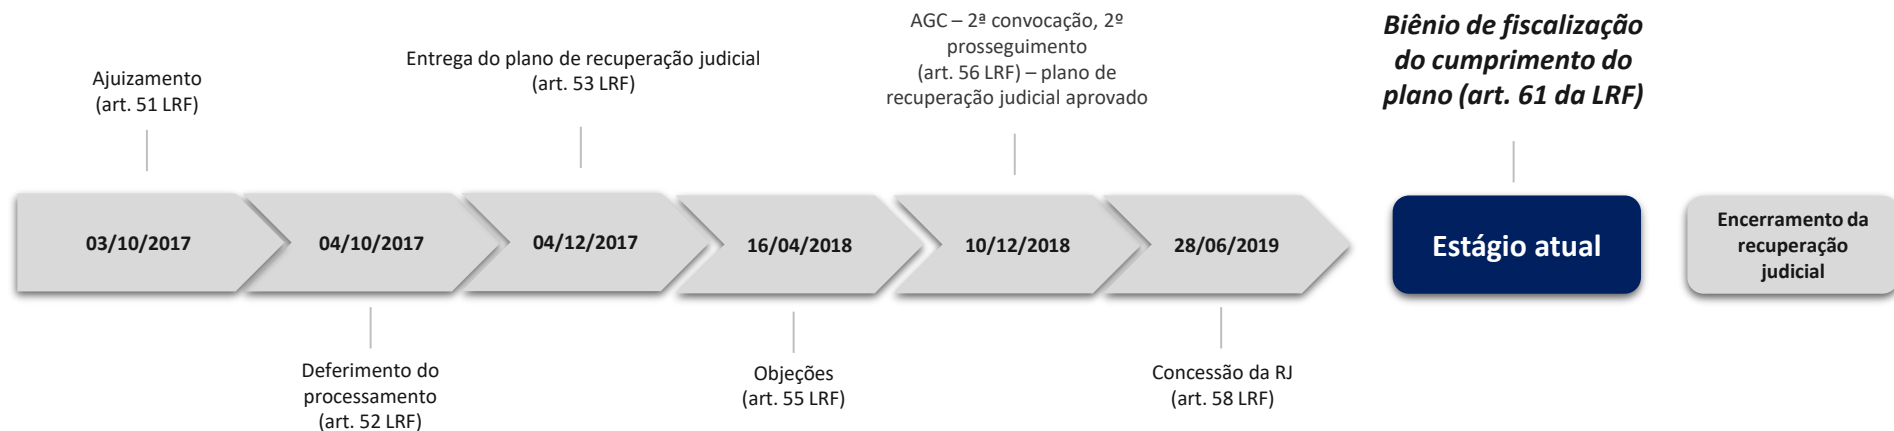 Ajuizamento
(art. 51 LRF)
Entrega do plano de recuperação judicial
(art. 53 LRF)
AGC – 2ª convocação, 2º
prosseguimento
(art. 56 LRF) – plano de
recuperação judicial aprovado
Biênio de fiscalização
do cumprimento do
plano (art. 61 da LRF)
03/10/2017
04/10/2017
04/12/2017
16/04/2018
10/12/2018
28/06/2019
Estágio atual
Encerramento da
recuperação
judicial
Deferimento do
processamento
(art. 52 LRF)
Objeções
(art. 55 LRF)
Concessão da RJ
(art. 58 LRF)